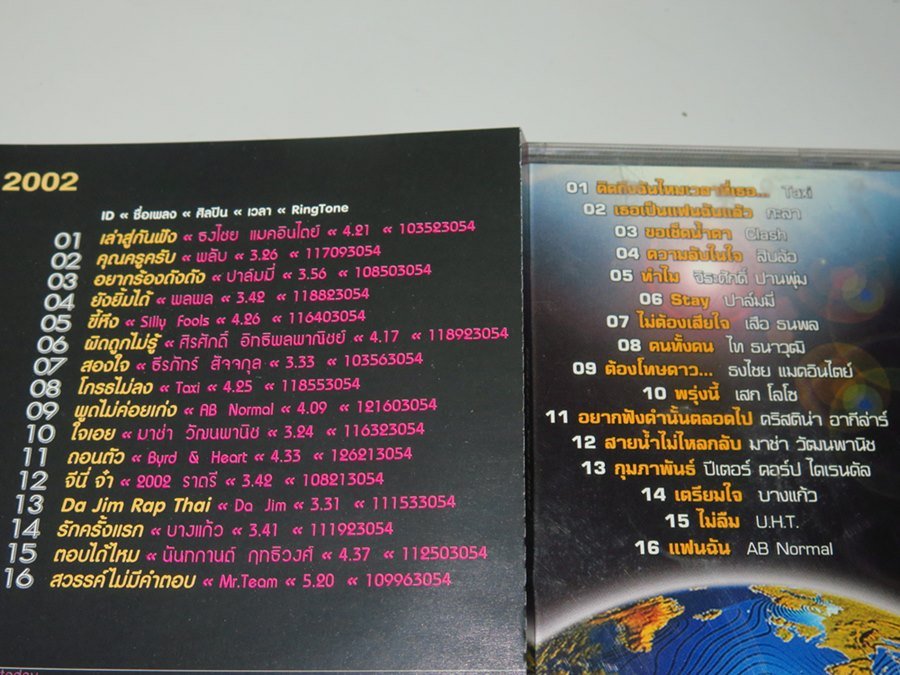 2002
ID « ชื่อเพลง « ศิลปิน « เวลา « RingTone
01 เล่าสู่กันฟัง « ธงไชย แมคอินไตย์ « 4.21 « 103523054
02 คุณครูครับ « พลับ « 3.26 « 117093054
03 อยากร้องดังดัง « ปาล์มมี่ « 3.56 « 108503054
04 ยังยิ้มได้ « พลพล « 3.42 « 118823054
05 ขี้หึง « Silly Fools « 4.26 « 116403054
06 ผิดถูกไม่รู้ « ศิรศักดิ์ อิทธิพลพาณิชย์ « 4.17 « 118923054
07 สองใจ « ธีรภัทร์ สัจจกุล « 3.33 « 103563054
08 โกรธไม่ลง « Taxi « 4.25 « 118553054
09 พูดไม่ค่อยเก่ง « AB Normal « 4.09 « 121603054
10 ใจเอย « มาช่า วัฒนพานิช « 3.24 « 116323054
11 ถอนตัว « Byrd & Heart « 4.33 « 126213054
12 จีนี่ จ๋า « 2002 ราตรี « 3.42 « 108213054
13 Da Jim Rap Thai « Da Jim « 3.31 « 111533054
14 รักครั้งแรก « บางแก้ว « 3.41 « 111923054
15 ตอบได้ไหม « นันทกานต์ ฤทธิวงศ์ « 4.37 « 112503054
16 สวรรค์ไม่มีคำตอบ « Mr.Team « 5.20 « 109963054
today
01 คิดถึงฉันไหมเวลาที่เธอ... Taxi
02 เธอเป็นแฟนฉันแล้ว กะลา
03 ขอเช็ดน้ำตา Clash
04 ความลับในใจ สิบล้อ
05 ทำไม จิระศักดิ์ ปานพุ่ม
06 Stay ปาล์มมี่
07 ไม่ต้องเสียใจ เสือ ธนพล
08 คนทั้งคน ไท ธนาวุฒิ
09 ต้องโทษดาว... ธงไชย แมคอินไตย์
10 พรุ่งนี้ เสก โลโซ
11 อยากฟังคำนั้นตลอดไป คริสติน่า อากีล่าร์
12 สายน้ำไม่ไหลกลับ มาช่า วัฒนพานิช
13 กุมภาพันธ์ ปีเตอร์ คอร์ป ไดเรนดัล
14 เตรียมใจ บางแก้ว
15 ไม่ลืม U.H.T.
16 แฟนฉัน AB Normal